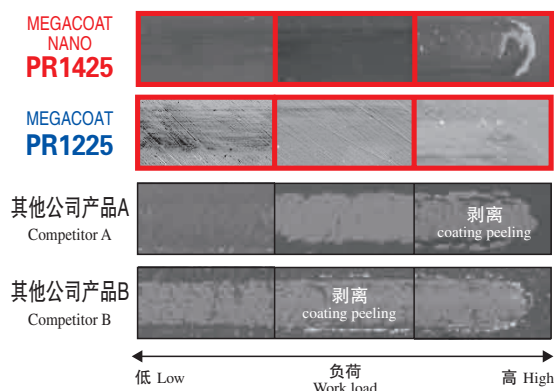 MEGACOAT
NANO
PR1425
MEGACOAT
PR1225
其他公司产品A
Competitor A
剥离
coating peeling
其他公司产品B
Competitor B
剥离
coating peeling
低 Low
负荷
Work load
高 High